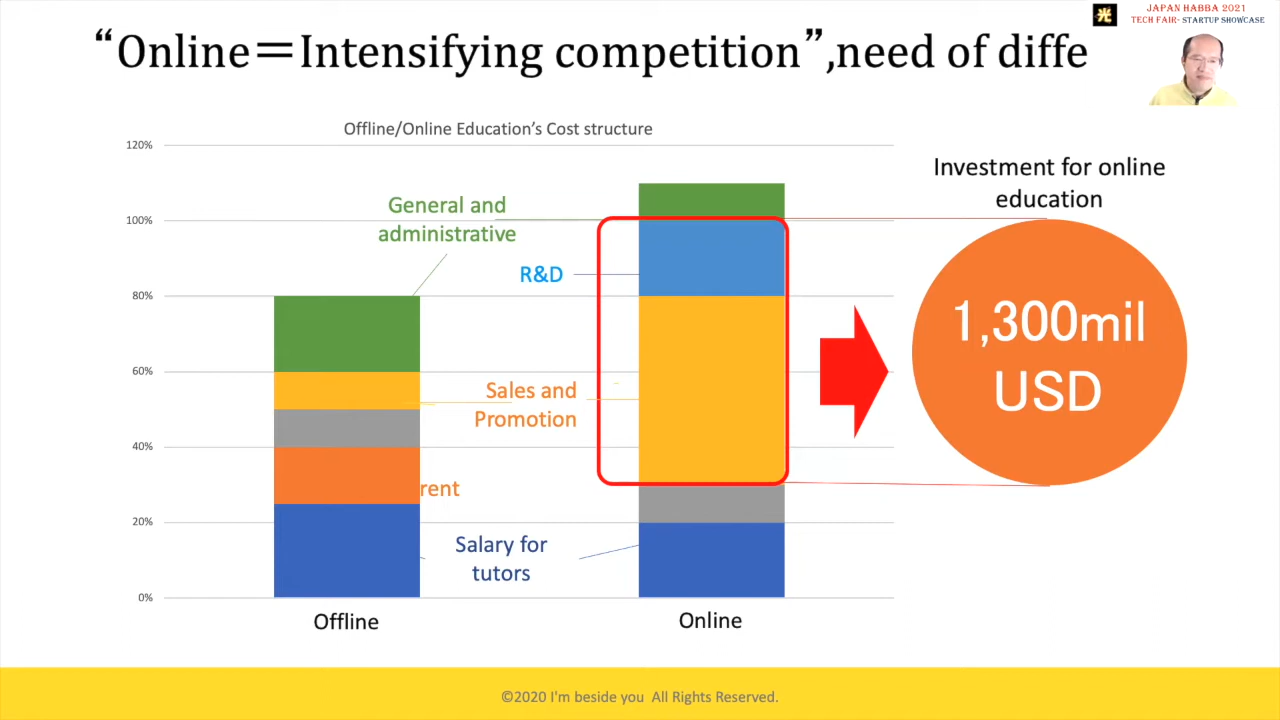 光
JAPAN HABBA 2021
TECH FAIR- STARTUP SHOWCASE
“Online＝Intensifying competition”,need of diffe
Offline/Online Education's Cost structure
120%
100%
80%
60%
40%
20%
0%
General and
administrative
R&D
Sales and
Promotion
rent
Salary for
tutors
Offline
Online
Investment for online
education
1,300mil
USD
©2020 I'm beside you All Rights Reserved.